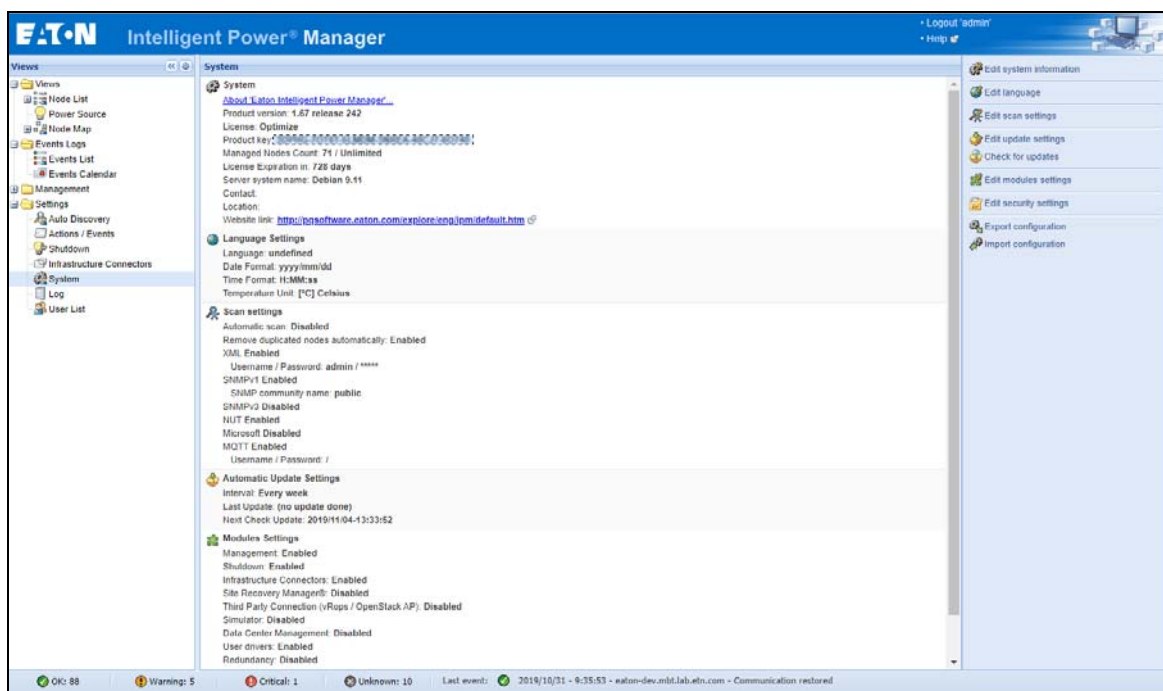 EATON Intelligent Power® Manager
Logout 'admin'
Help
Views
Views
Node List
Power Source
Node Map
Events Logs
Events List
Events Calendar
Management
Settings
Auto Discovery
Actions / Events
Shutdown
Infrastructure Connectors
System
Log
User List
System
System
About 'Eaton Intelligent Power Manager'...
Product version: 1.67 release 242
License: Optimize
Product key:
Managed Nodes Count: 71 / Unlimited
License Expiration in: 728 days
Server system name: Debian 9.11
Contact:
Location:
Website link: http://pqsoftware.eaton.com/explore/eng/ipm/default.htm
Language Settings
Language: undefined
Date Format: yyyy/mm/dd
Time Format: H:MM:ss
Temperature Unit: [°C] Celsius
Scan settings
Automatic scan: Disabled
Remove duplicated nodes automatically: Enabled
XML Enabled
Username / Password: admin / *****
SNMPv1 Enabled
SNMP community name: public
SNMPv3 Disabled
NUT Enabled
Microsoft Disabled
MQTT Enabled
Username / Password: /
Automatic Update Settings
Interval: Every week
Last Update: (no update done)
Next Check Update: 2019/11/04-13:33:52
Modules Settings
Management: Enabled
Shutdown: Enabled
Infrastructure Connectors: Enabled
Site Recovery Manager®: Disabled
Third Party Connection (vRops / OpenStack AP): Disabled
Simulator: Disabled
Data Center Management: Disabled
User drivers: Enabled
Redundancy: Disabled
Edit system information
Edit language
Edit scan settings
Edit update settings
Check for updates
Edit modules settings
Edit security settings
Export configuration
Import configuration
OK: 88 Warning: 5 Critical: 1 Unknown: 10 Last event: 2019/10/31 - 9:35:53 - eaton-dev.mbt.lab.etn.com - Communication restored